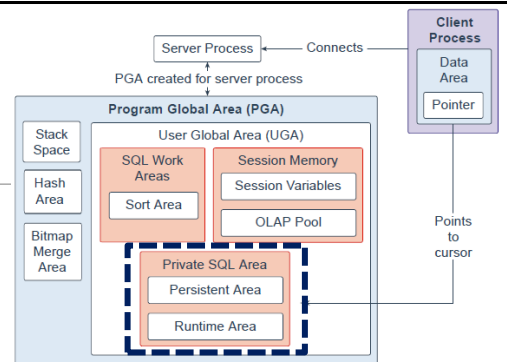 Client
Process
Data
Area
Pointer
Server Process
Connects
PGA created for server process
Program Global Area (PGA)
Stack
Space
Hash
Area
Bitmap
Merge
Area
User Global Area (UGA)
SQL Work
Areas
Sort Area
Session Memory
Session Variables
OLAP Pool
Private SQL Area
Persistent Area
Runtime Area
Points
to
cursor